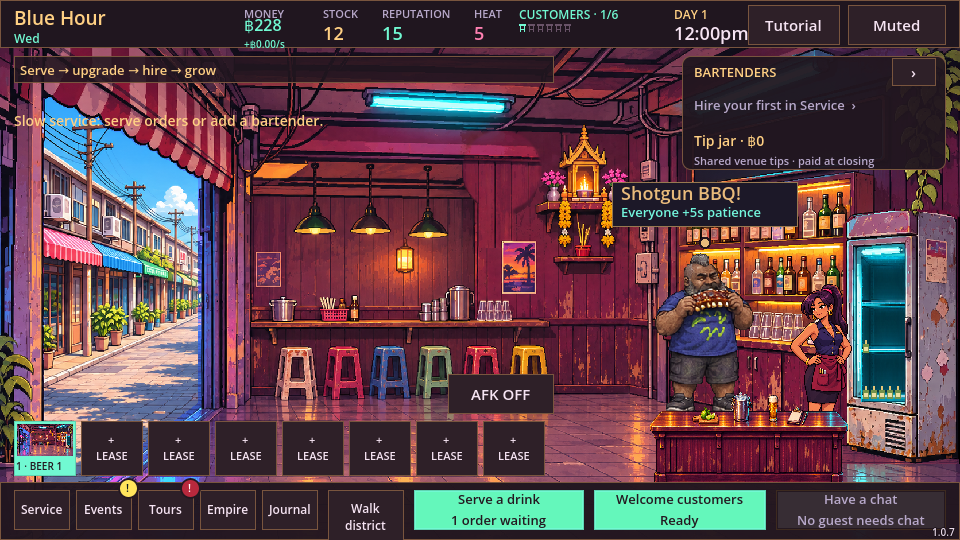 Blue Hour
Wed
MONEY
฿228
+฿0.00/s
STOCK
12
REPUTATION
15
HEAT
5
CUSTOMERS · 1/6
DAY 1
12:00pm
Tutorial
Muted
Serve → upgrade → hire → grow
Slow service: serve orders or add a bartender.
BARTENDERS
›
Hire your first in Service ›
Tip jar · ฿0
Shared venue tips · paid at closing
Shotgun BBQ!
Everyone +5s patience
AFK OFF
1 · BEER 1
+
LEASE
+
LEASE
+
LEASE
+
LEASE
+
LEASE
+
LEASE
+
LEASE
Service
!
Events
!
Tours
Empire
Journal
Walk
district
Serve a drink
1 order waiting
Welcome customers
Ready
Have a chat
No guest needs chat
1.0.7